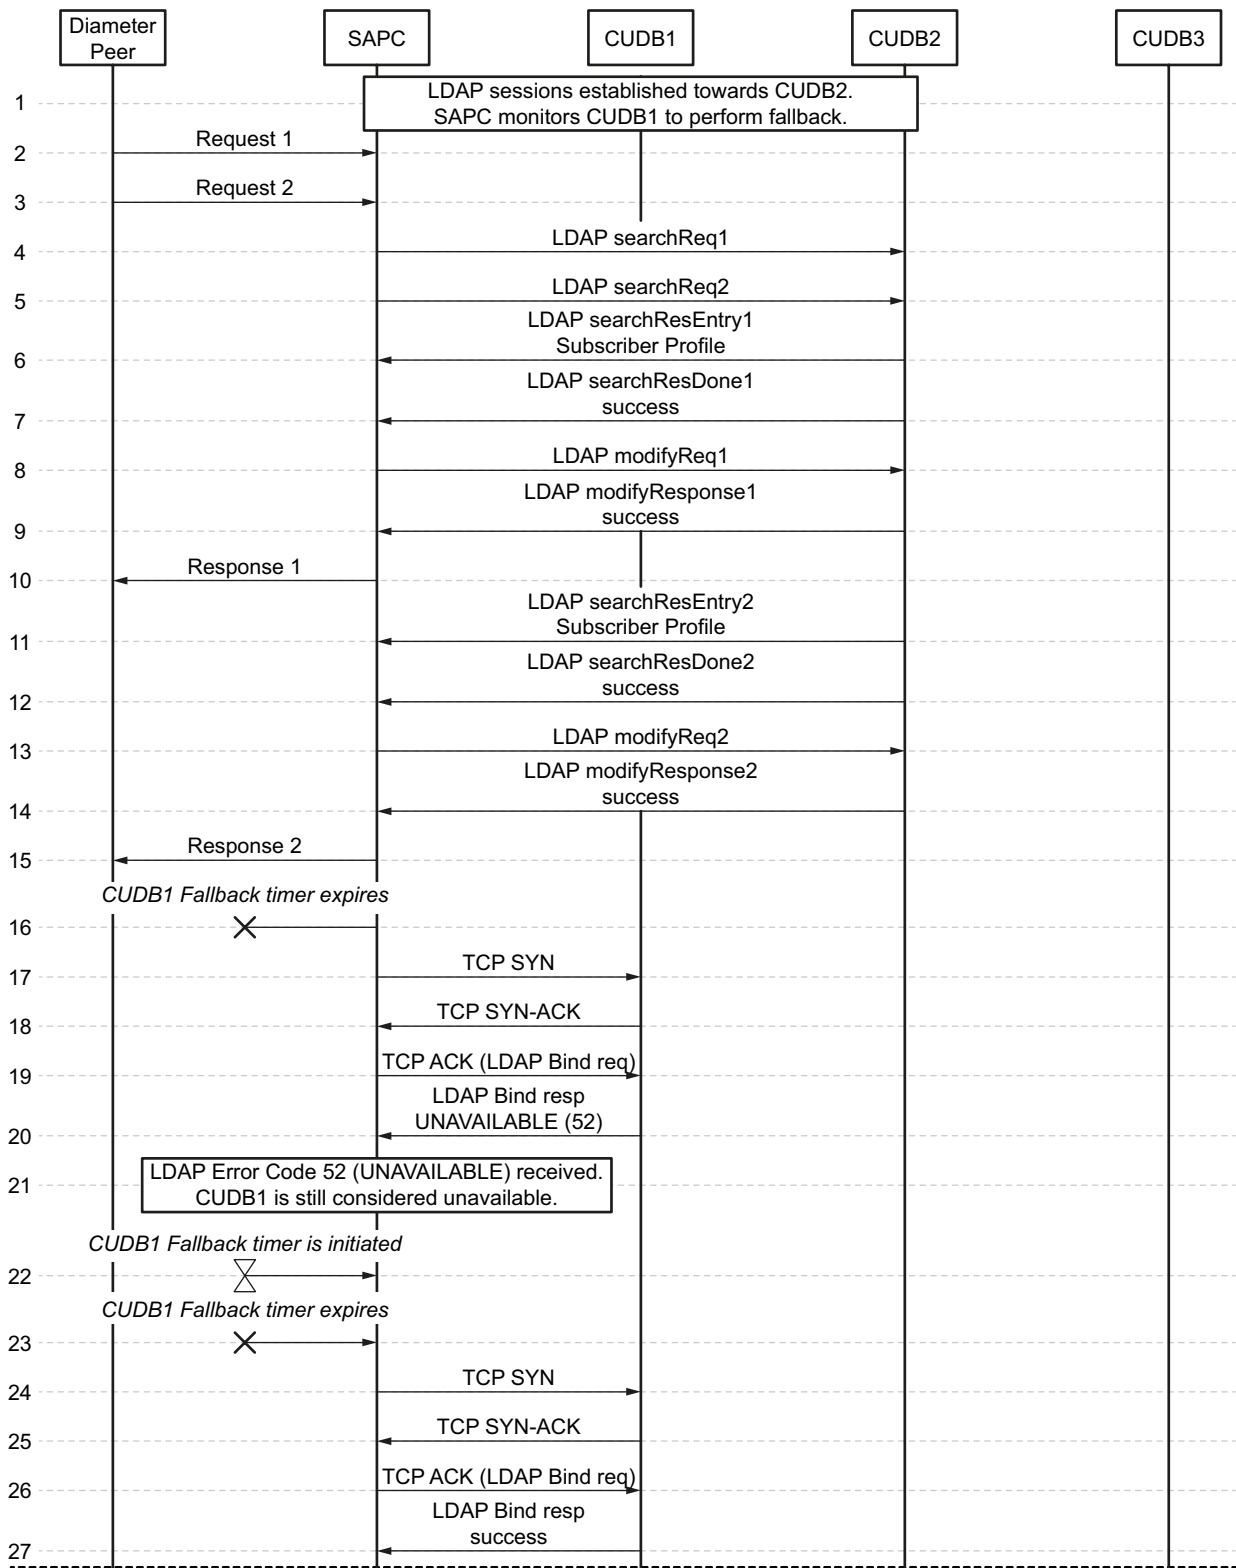 Diameter
Peer
SAPC
CUDB1
CUDB2
CUDB3
LDAP sessions established towards CUDB2.
1
SAPC monitors CUDB1 to perform fallback.
Request 1
2
Request 2
3
LDAP searchReq1
4
LDAP searchReq2
5
LDAP searchResEntry1
Subscriber Profile
6
LDAP searchResDone1
success
7
LDAP modifyReq1
8
LDAP modifyResponse1
success
9
Response 1
10
LDAP searchResEntry2
Subscriber Profile
11
LDAP searchResDone2
success
12
LDAP modifyReq2
13
LDAP modifyResponse2
success
14
Response 2
15
CUDB1 Fallback timer expires
16
TCP SYN
17
TCP SYN-ACK
18
TCP ACK (LDAP Bind req)
19
LDAP Bind resp
UNAVAILABLE (52)
20
LDAP Error Code 52 (UNAVAILABLE) received.
21
CUDB1 is still considered unavailable.
CUDB1 Fallback timer is initiated
22
CUDB1 Fallback timer expires
23
TCP SYN
24
TCP SYN-ACK
25
TCP ACK (LDAP Bind req)
26
LDAP Bind resp
success
27